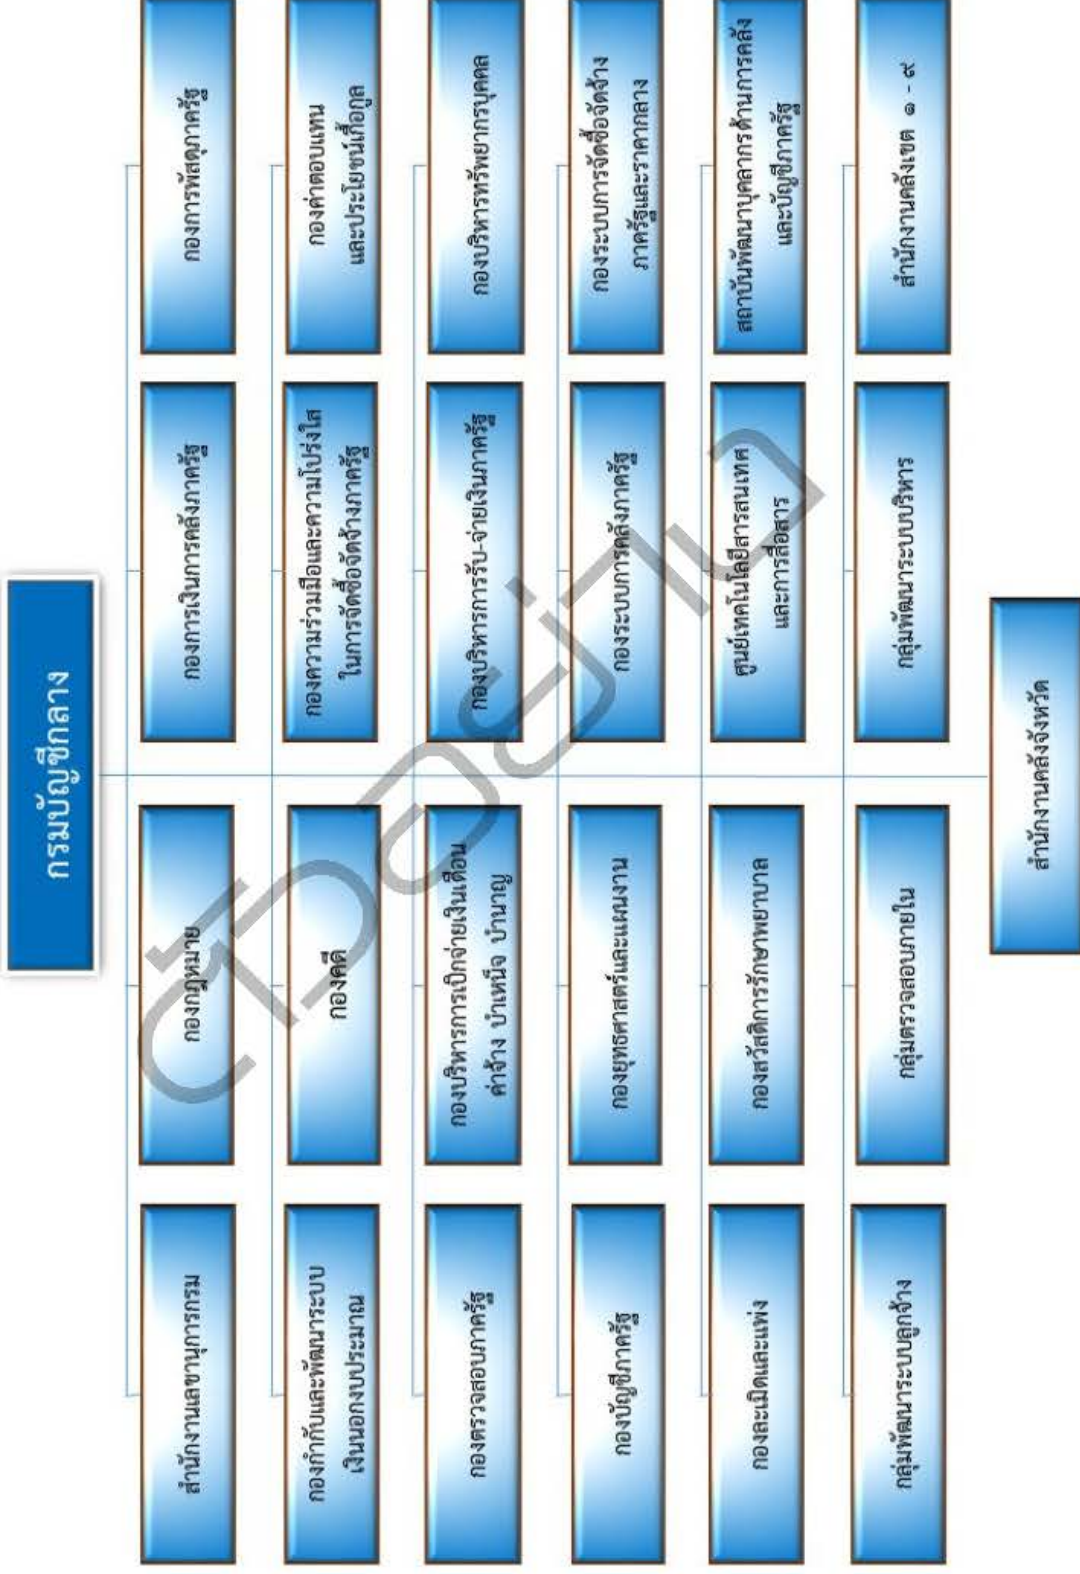 กรมบัญชีกลาง
สำนักงานเลขานุการกรม
กองกฎหมาย
กองการเงินการคลังภาครัฐ
กองการพัสดุภาครัฐ
กองกำกับและพัฒนาระบบ
เงินนอกงบประมาณ
กองคดี
กองความร่วมมือและความโปร่งใส
ในการจัดซื้อจัดจ้างภาครัฐ
กองค่าตอบแทน
และประโยชน์เกื้อกูล
กองตรวจสอบภาครัฐ
กองบริหารการเบิกจ่ายเงินเดือน
ค่าจ้าง บำเหน็จ บำนาญ
กองบริหารการรับ-จ่ายเงินภาครัฐ
กองบริหารทรัพยากรบุคคล
กองบัญชีภาครัฐ
กองยุทธศาสตร์และแผนงาน
กองระบบการคลังภาครัฐ
กองระบบการจัดซื้อจัดจ้าง
ภาครัฐและราคากลาง
กองละเมิดและแพ่ง
กองสวัสดิการรักษาพยาบาล
ศูนย์เทคโนโลยีสารสนเทศ
และการสื่อสาร
สถาบันพัฒนาบุคลากรด้านการคลัง
และบัญชีภาครัฐ
กลุ่มพัฒนาระบบลูกจ้าง
กลุ่มตรวจสอบภายใน
กลุ่มพัฒนาระบบบริหาร
สำนักงานคลังเขต ๑ - ๙
สำนักงานคลังจังหวัด
ตัวอย่าง